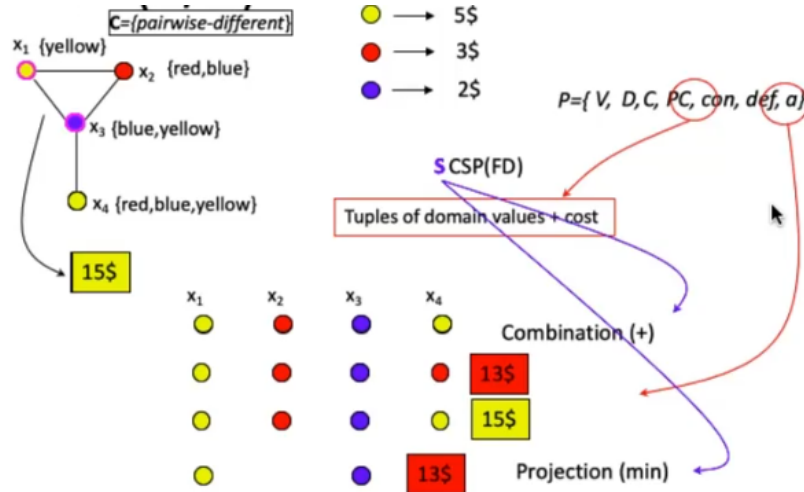 C={pairwise-different}
x₁ {yellow}
x₂ {red,blue}
x₃ {blue,yellow}
x₄ {red,blue,yellow}
15$
5$
3$
2$
P={ V, D,C, PC, con, def, a}
S CSP(FD)
Tuples of domain values + cost
x₁ x₂ x₃ x₄
Combination (+)
13$
15$
13$
Projection (min)